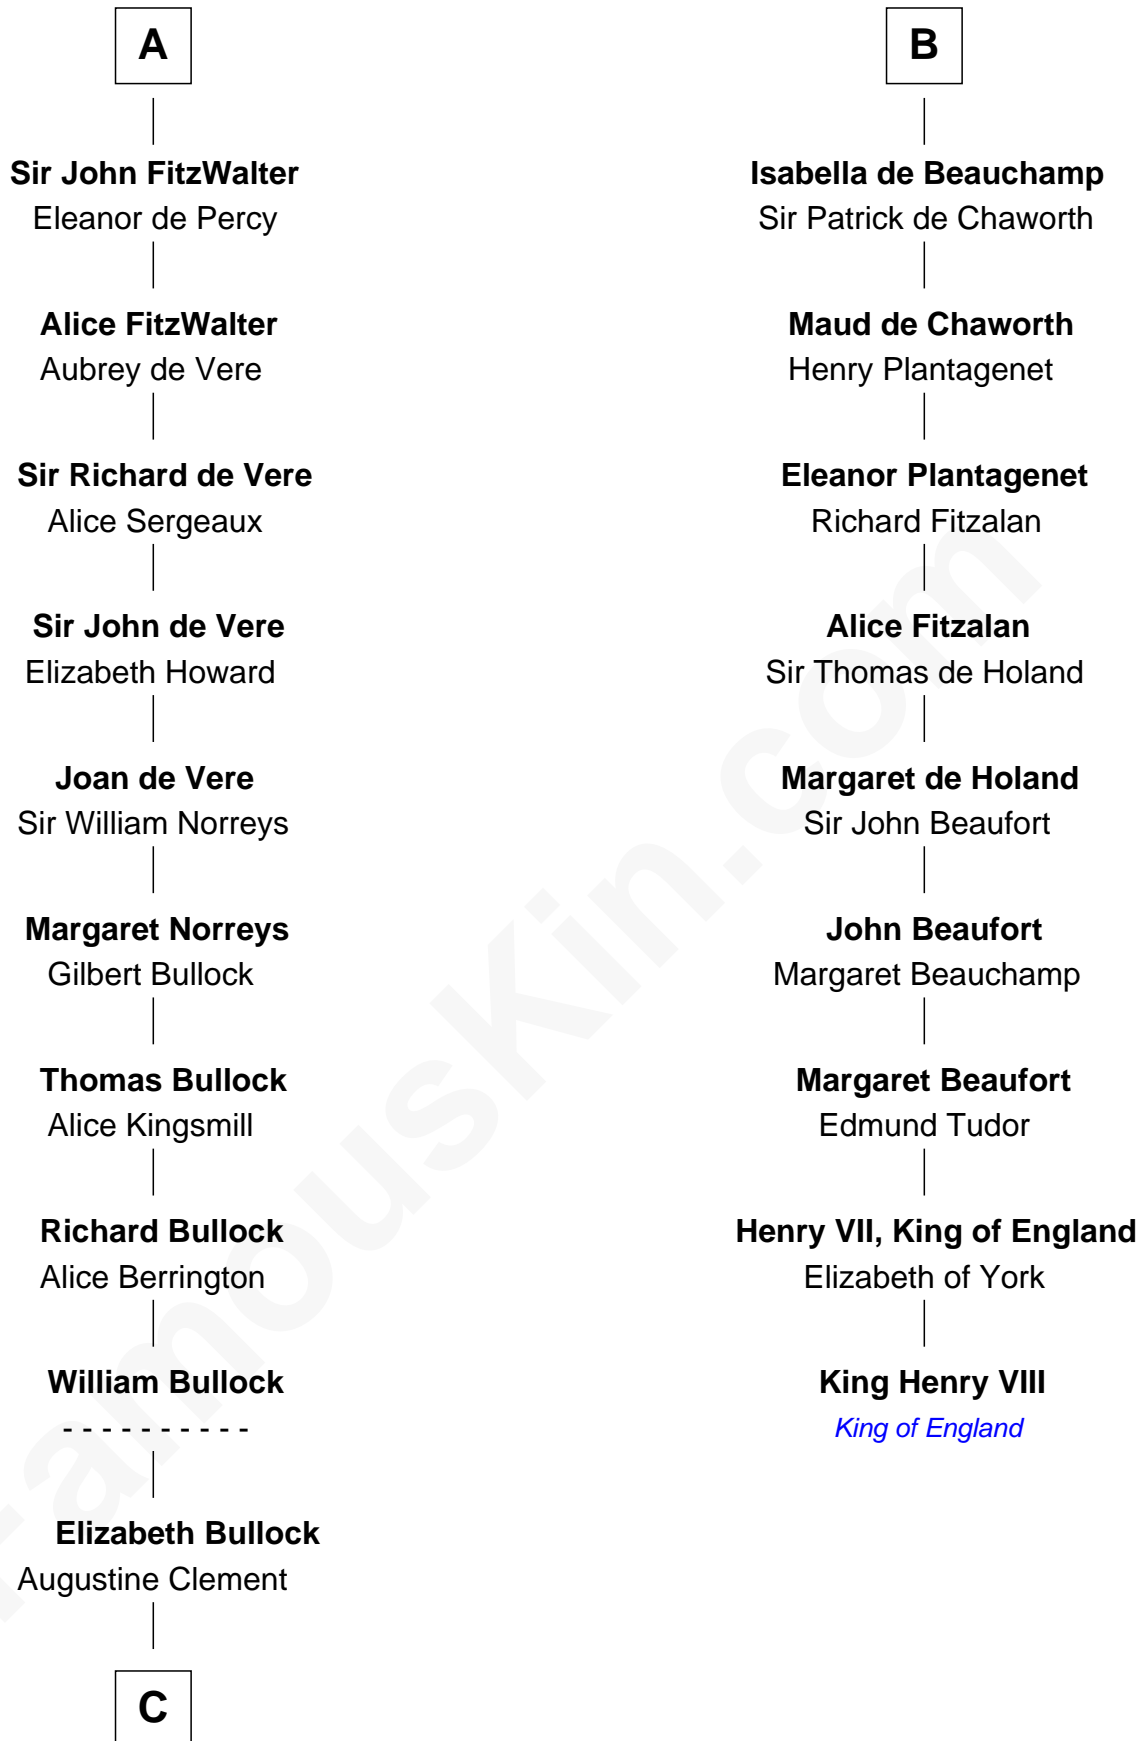 A
Sir John FitzWalter
Eleanor de Percy
Alice FitzWalter
Aubrey de Vere
Sir Richard de Vere
Alice Sergeaux
Sir John de Vere
Elizabeth Howard
Joan de Vere
Sir William Norreys
Margaret Norreys
Gilbert Bullock
Thomas Bullock
Alice Kingsmill
Richard Bullock
Alice Berrington
William Bullock
- - - - - - - - - -
Elizabeth Bullock
Augustine Clement
C
B
Isabella de Beauchamp
Sir Patrick de Chaworth
Maud de Chaworth
Henry Plantagenet
Eleanor Plantagenet
Richard Fitzalan
Alice Fitzalan
Sir Thomas de Holand
Margaret de Holand
Sir John Beaufort
John Beaufort
Margaret Beauchamp
Margaret Beaufort
Edmund Tudor
Henry VII, King of England
Elizabeth of York
King Henry VIII
King of England
FamousKin.com